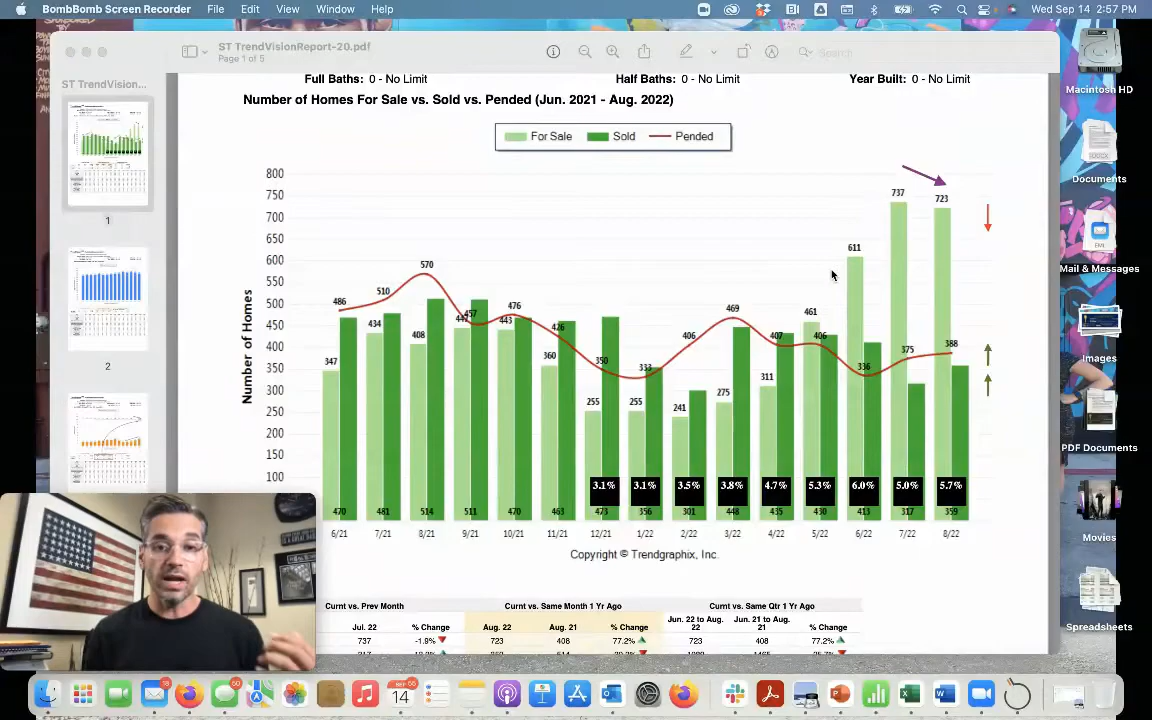 BombBomb Screen Recorder File Edit View Window Help
Wed Sep 14 2:57 PM
ST TrendVisionReport-20.pdf
Page 1 of 5
Search
ST TrendVision...
1
2
Full Baths: 0 - No Limit Half Baths: 0 - No Limit Year Built: 0 - No Limit
Number of Homes For Sale vs. Sold vs. Pended (Jun. 2021 - Aug. 2022)
For Sale Sold Pended
Number of Homes
800
750
700
650
600
550
500
450
400
350
300
250
200
150
100
486 510 570 457 476 426 350 333 406 469 407 406 336 375 388
347 434 408 447 443 360 255 255 241 275 311 461 611 737 723
3.1% 3.1% 3.5% 3.8% 4.7% 5.3% 6.0% 5.0% 5.7%
470 481 514 511 470 463 473 356 301 448 435 430 413 317 359
6/21 7/21 8/21 9/21 10/21 11/21 12/21 1/22 2/22 3/22 4/22 5/22 6/22 7/22 8/22
Copyright © Trendgraphix, Inc.
Curnt vs. Prev Month Curnt vs. Same Month 1 Yr Ago Curnt vs. Same Qtr 1 Yr Ago
Jul. 22 % Change Aug. 22 Aug. 21 % Change Jun. 22 to Aug. 22 Jun. 21 to Aug. 21 % Change
737 -1.9% 723 408 77.2% 723 408 77.2%
Macintosh HD
Documents
Mail & Messages
Images
PDF Documents
Movies
Spreadsheets
SEP
14